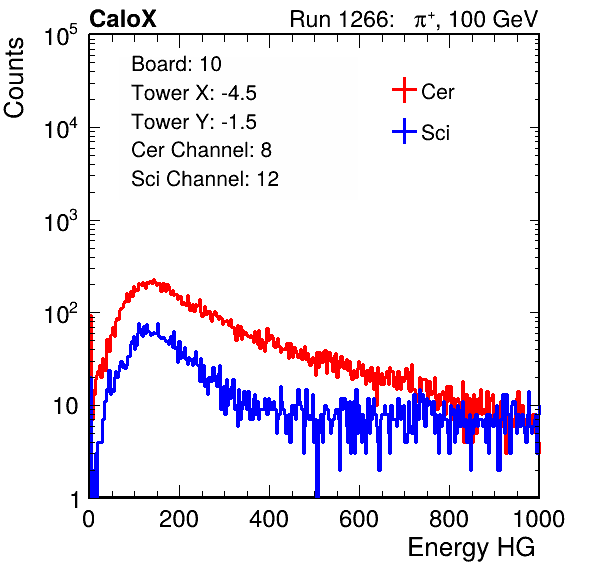 CaloX Run 1266: π⁺, 100 GeV
Counts
10⁵
10⁴
10³
10²
10
1
Board: 10
Tower X: -4.5
Tower Y: -1.5
Cer Channel: 8
Sci Channel: 12
Cer
Sci
0 200 400 600 800 1000
Energy HG